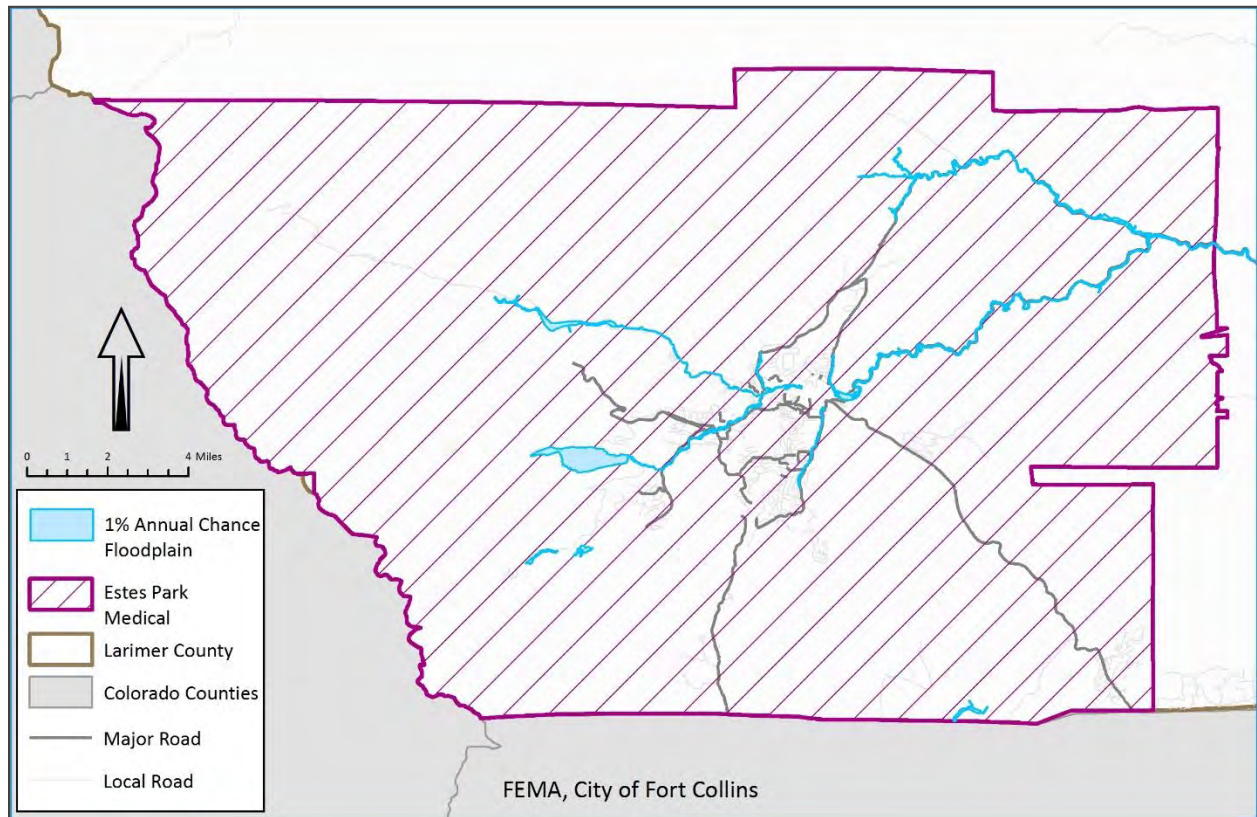 0 1 2 4 Miles
1% Annual Chance
Floodplain
Estes Park
Medical
Larimer County
Colorado Counties
Major Road
Local Road
FEMA, City of Fort Collins